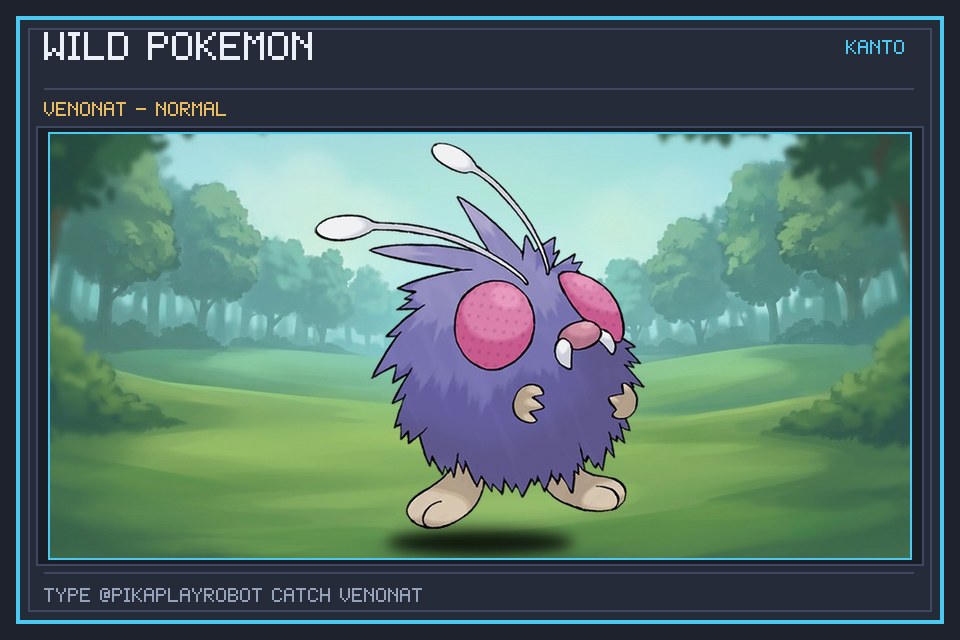 WILD POKEMON
KANTO
VENONAT - NORMAL
TYPE @PIKAPLAYROBOT CATCH VENONAT